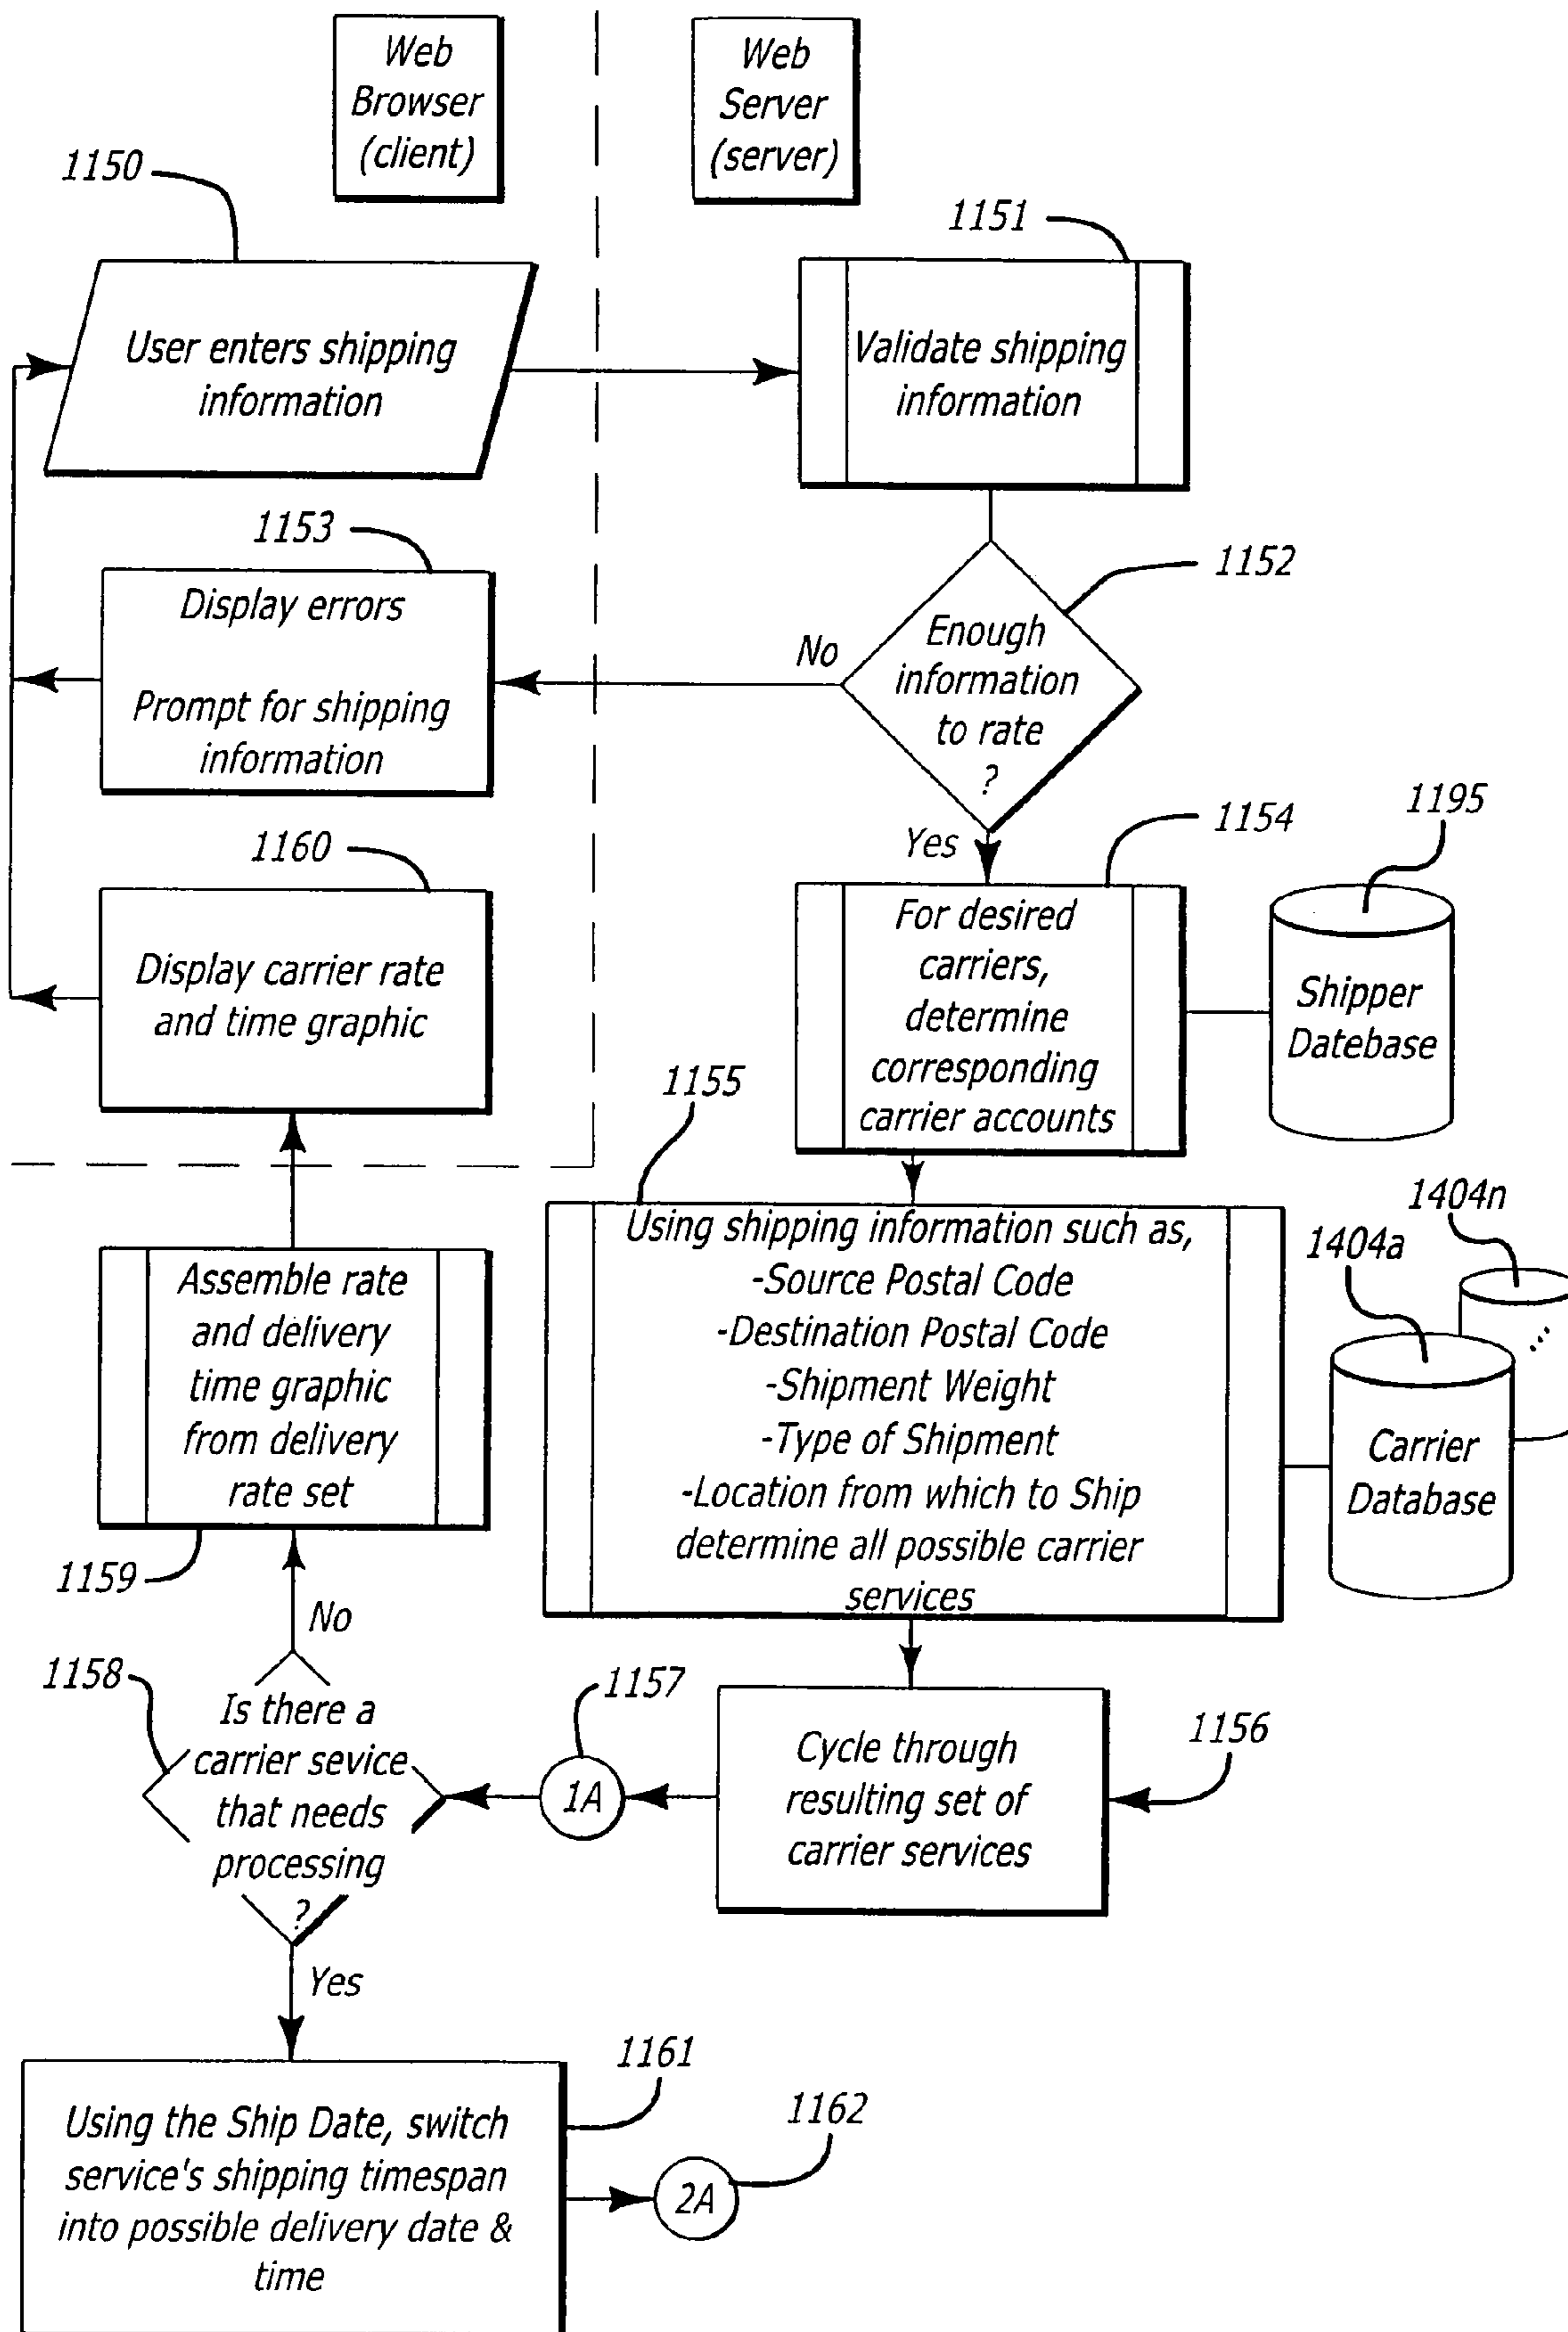 Web
Browser
(client)
Web
Server
(server)
1150
1151
User enters shipping
information
Validate shipping
information
1153
1152
Display errors
Prompt for shipping
information
No
Enough
information
to rate
?
Yes
1160
1154
1195
Display carrier rate
and time graphic
For desired
carriers,
determine
corresponding
carrier accounts
Shipper
Datebase
1155
Using shipping information such as,
-Source Postal Code
-Destination Postal Code
-Shipment Weight
-Type of Shipment
-Location from which to Ship
determine all possible carrier
services
1404n
1404a
Carrier
Database
Assemble rate
and delivery
time graphic
from delivery
rate set
1159
No
1158
Is there a
carrier sevice
that needs
processing
?
1157
1A
Cycle through
resulting set of
carrier services
1156
Yes
1161
Using the Ship Date, switch
service's shipping timespan
into possible delivery date &
time
1162
2A